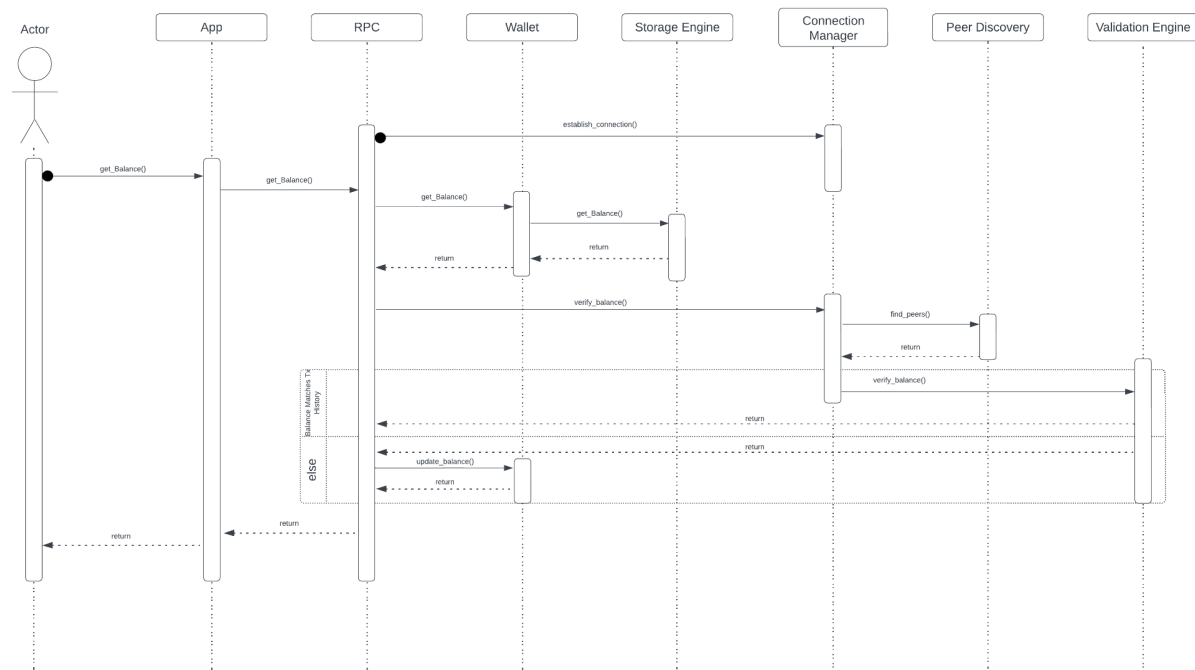 Actor
App
RPC
Wallet
Storage Engine
Connection
Manager
Peer Discovery
Validation Engine
establish_connection()
get_Balance()
get_Balance()
get_Balance()
get_Balance()
return
return
verify_balance()
find_peers()
return
Balance Matches Tx
History
verify_balance()
return
return
else
update_balance()
return
return
return